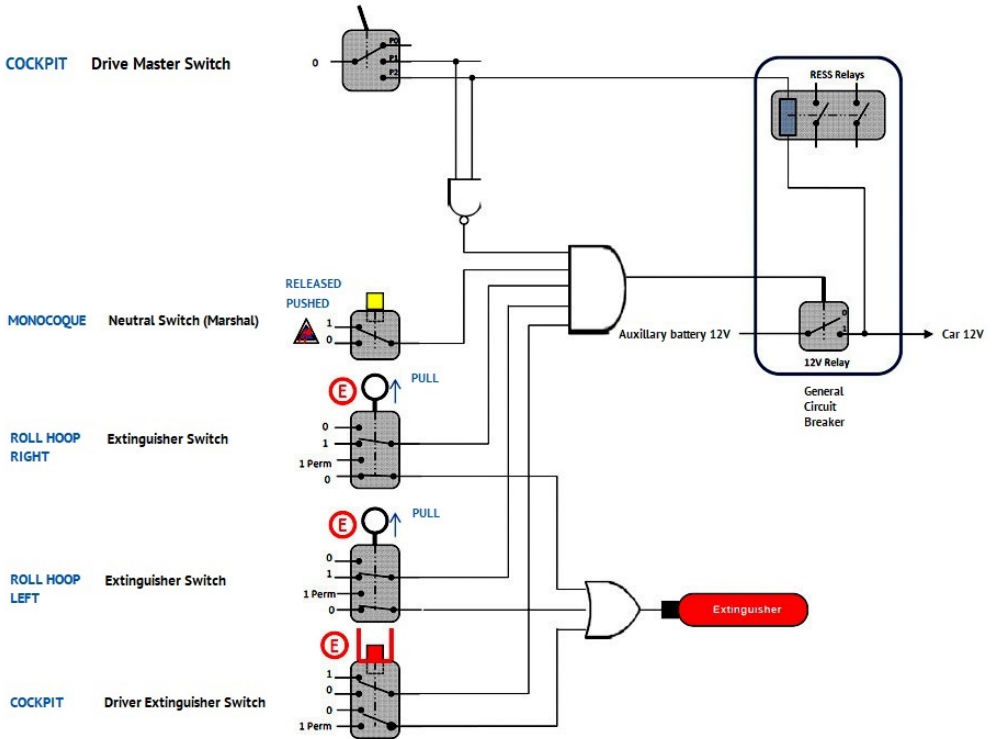 COCKPIT Drive Master Switch
0
P0
P1
P2
RESS Relays
RELEASED
PUSHED
MONOCOQUE Neutral Switch (Marshal)
1
0
Auxillary battery 12V
0
1
Car 12V
12V Relay
General
Circuit
Breaker
E
PULL
ROLL HOOP
RIGHT
Extinguisher Switch
0
1
1 Perm
0
E
PULL
ROLL HOOP
LEFT
Extinguisher Switch
0
1
1 Perm
0
Extinguisher
E
COCKPIT Driver Extinguisher Switch
1
0
0
1 Perm